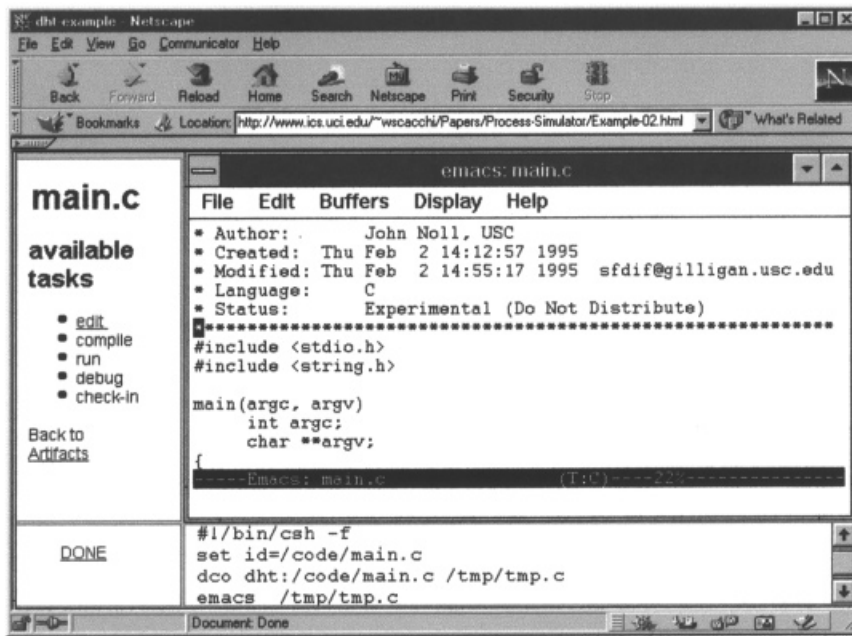 dht-example - Netscape
File Edit View Go Communicator Help
Back Forward Reload Home Search Netscape Print Security Stop
N
Bookmarks Location: http://www.ics.uci.edu/~wscacchi/Papers/Process-Simulator/Example-02.html What's Related
main.c
available
tasks
edit
compile
run
debug
check-in
Back to
Artifacts
DONE
emacs: main.c
File Edit Buffers Display Help
* Author: John Noll, USC
* Created: Thu Feb 2 14:12:57 1995
* Modified: Thu Feb 2 14:55:17 1995 sfdif@gilligan.usc.edu
* Language: C
* Status: Experimental (Do Not Distribute)
***********************************************************
#include <stdio.h>
#include <string.h>
main(argc, argv)
int argc;
char **argv;
{
-----Emacs: main.c (T:C)----22%---------------
#!/bin/csh -f
set id=/code/main.c
dco dht:/code/main.c /tmp/tmp.c
emacs /tmp/tmp.c
Document: Done